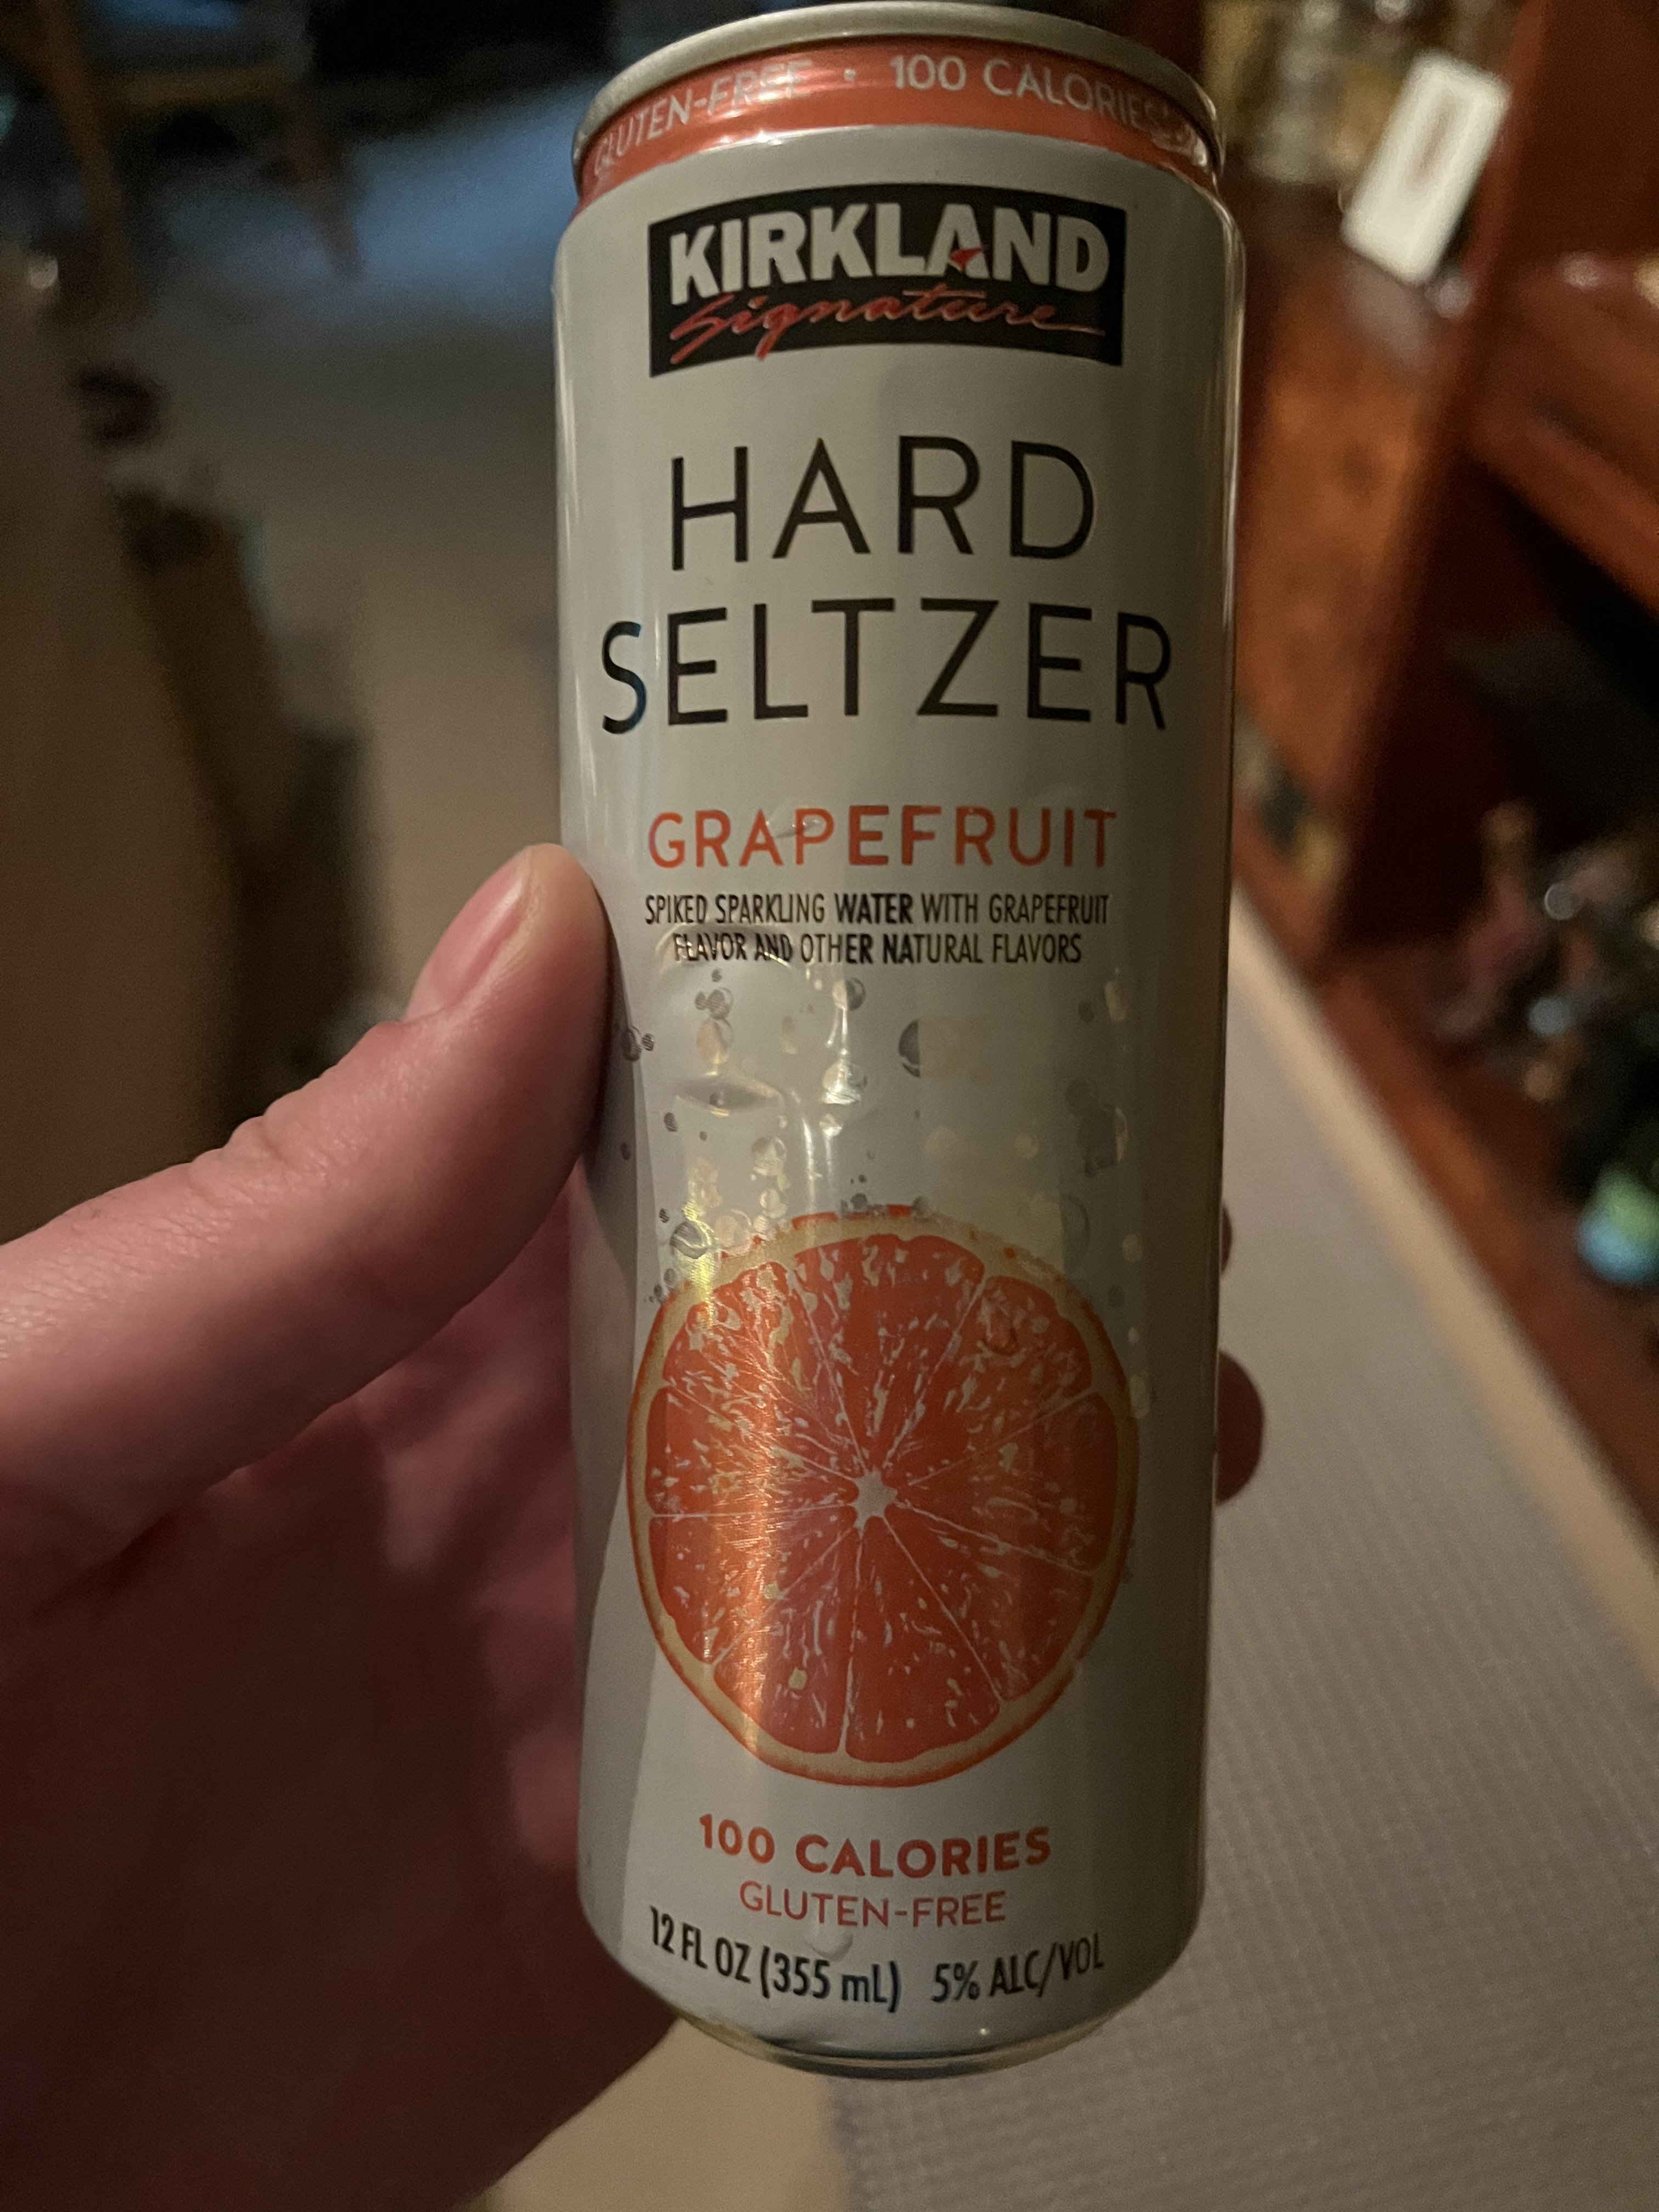 GLUTEN-FREE • 100 CALORIES
KIRKLAND
Signature
HARD
SELTZER
GRAPEFRUIT
SPIKED SPARKLING WATER WITH GRAPEFRUIT
FLAVOR AND OTHER NATURAL FLAVORS
100 CALORIES
GLUTEN-FREE
12 FL OZ (355 mL) 5% ALC/VOL